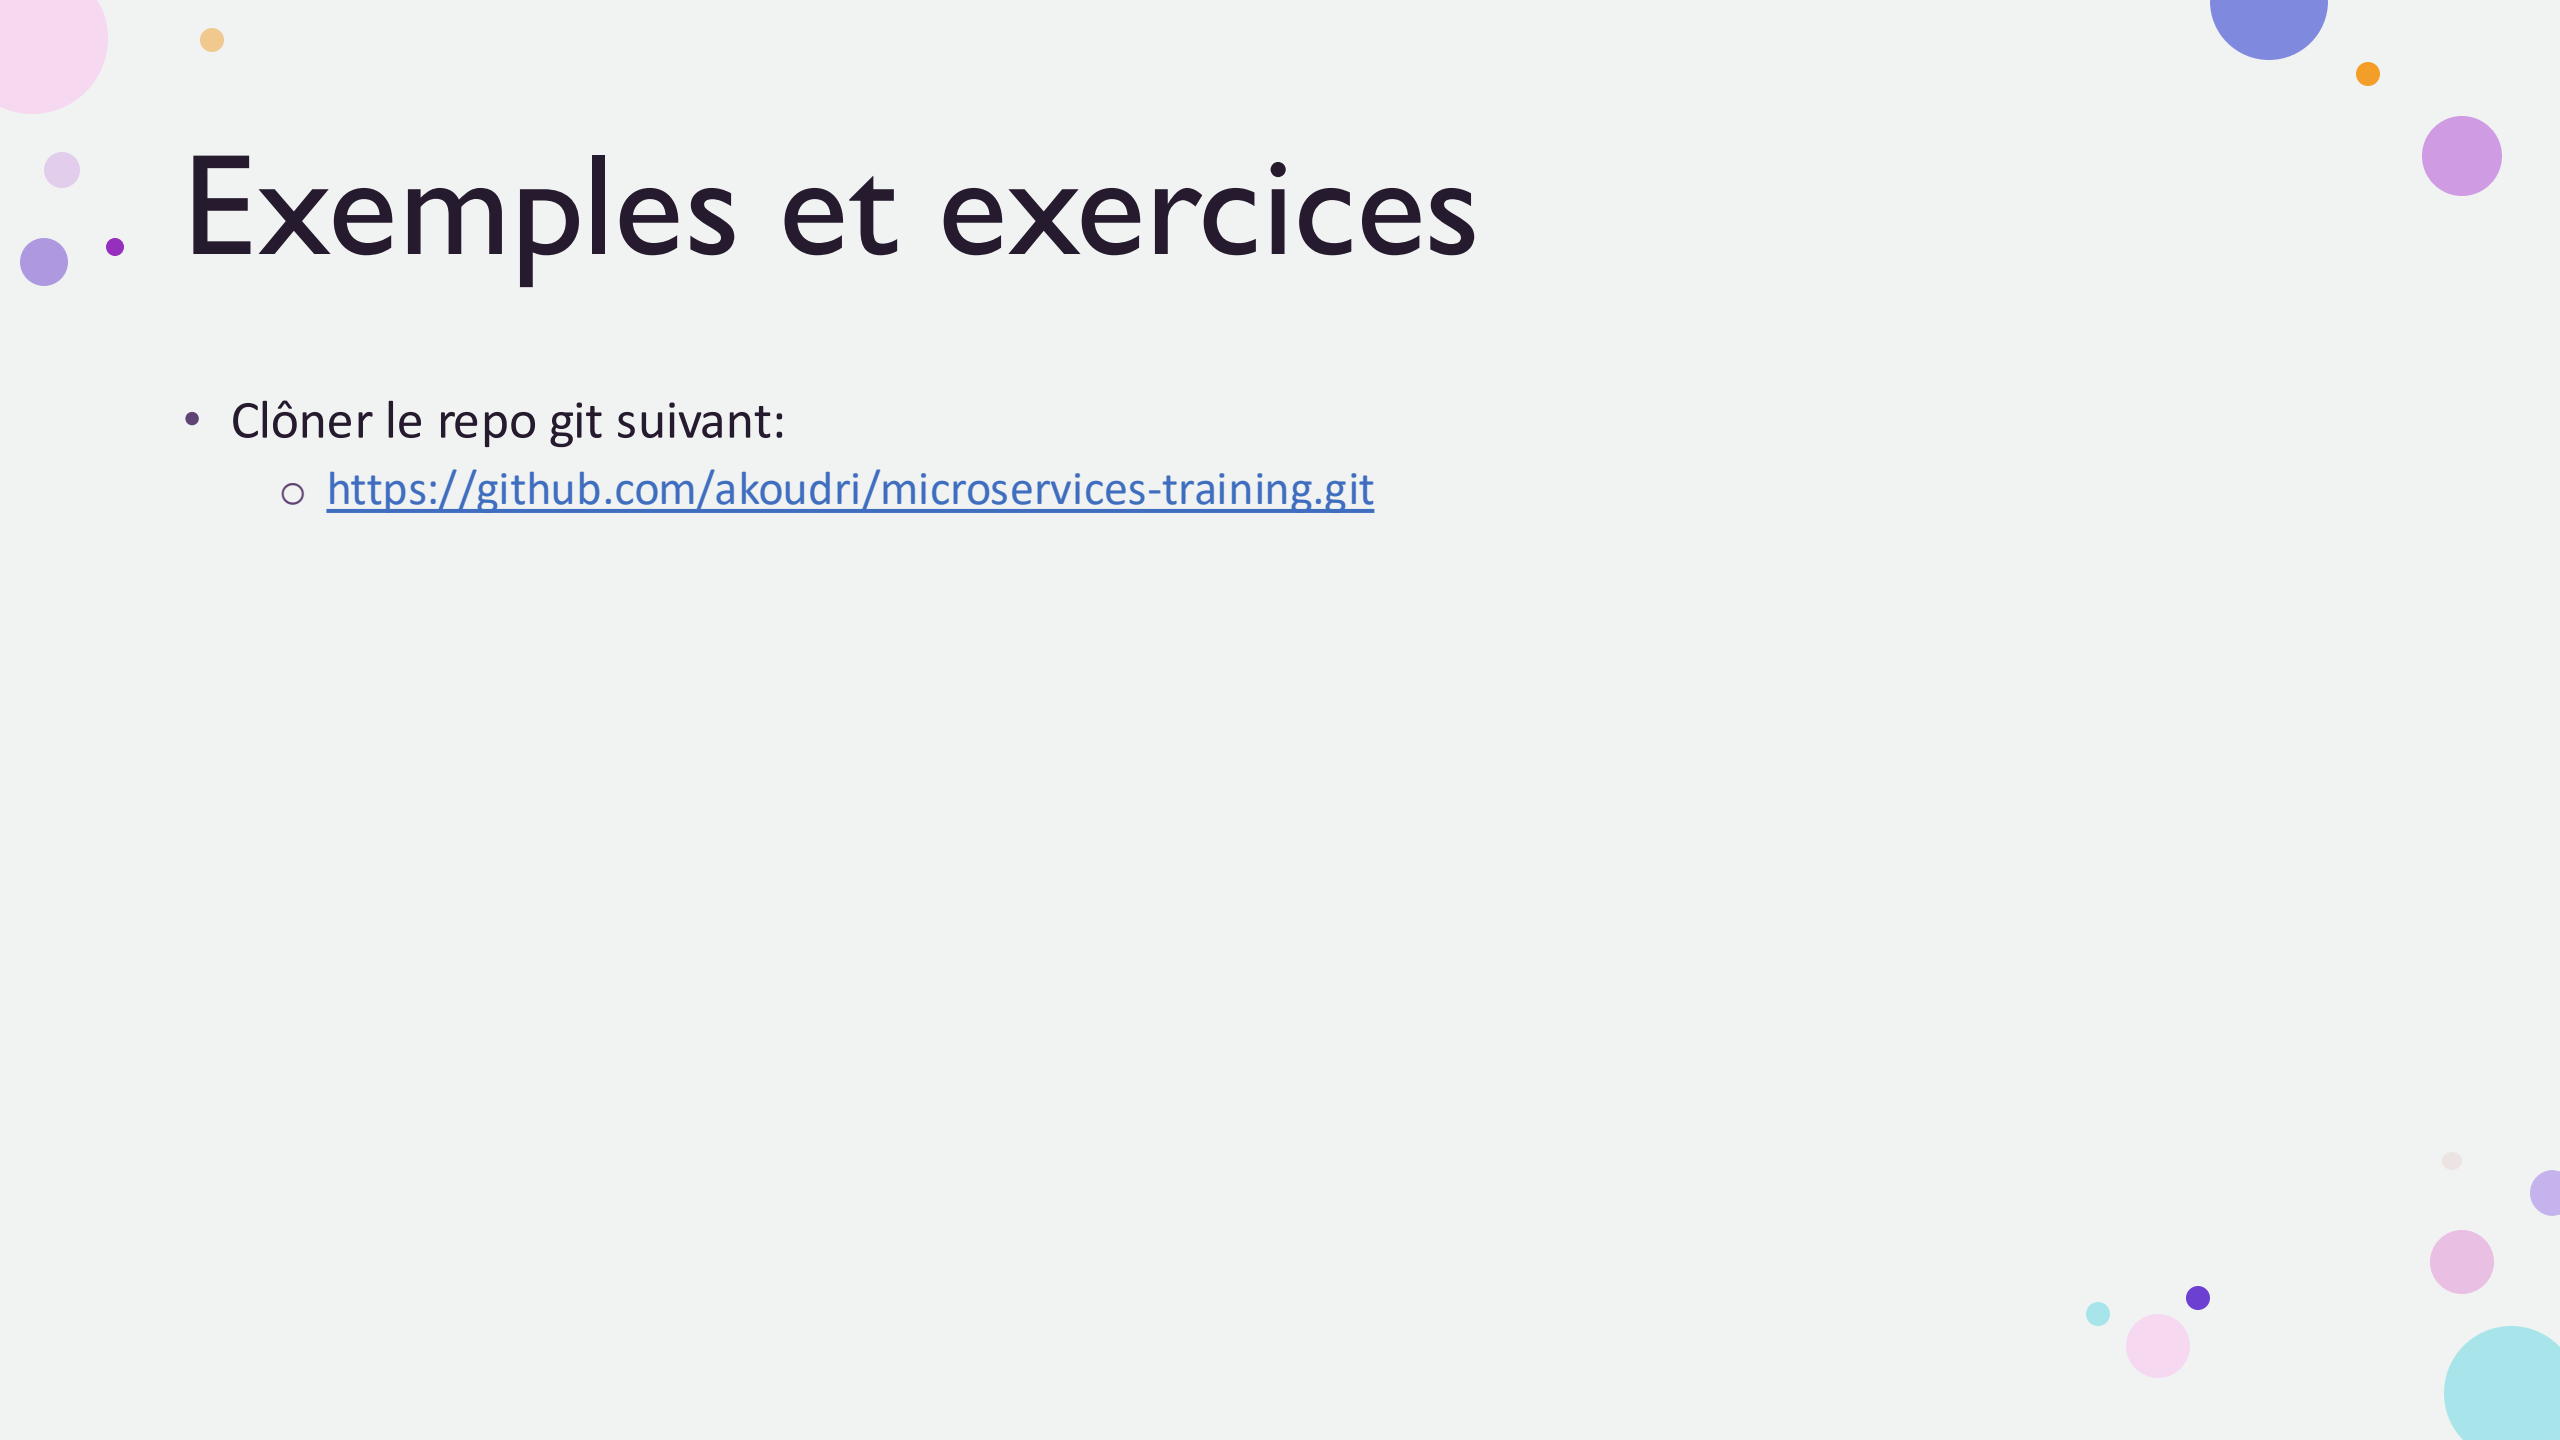 Exemples et exercices
• Clôner le repo git suivant:
o https://github.com/akoudri/microservices-training.git